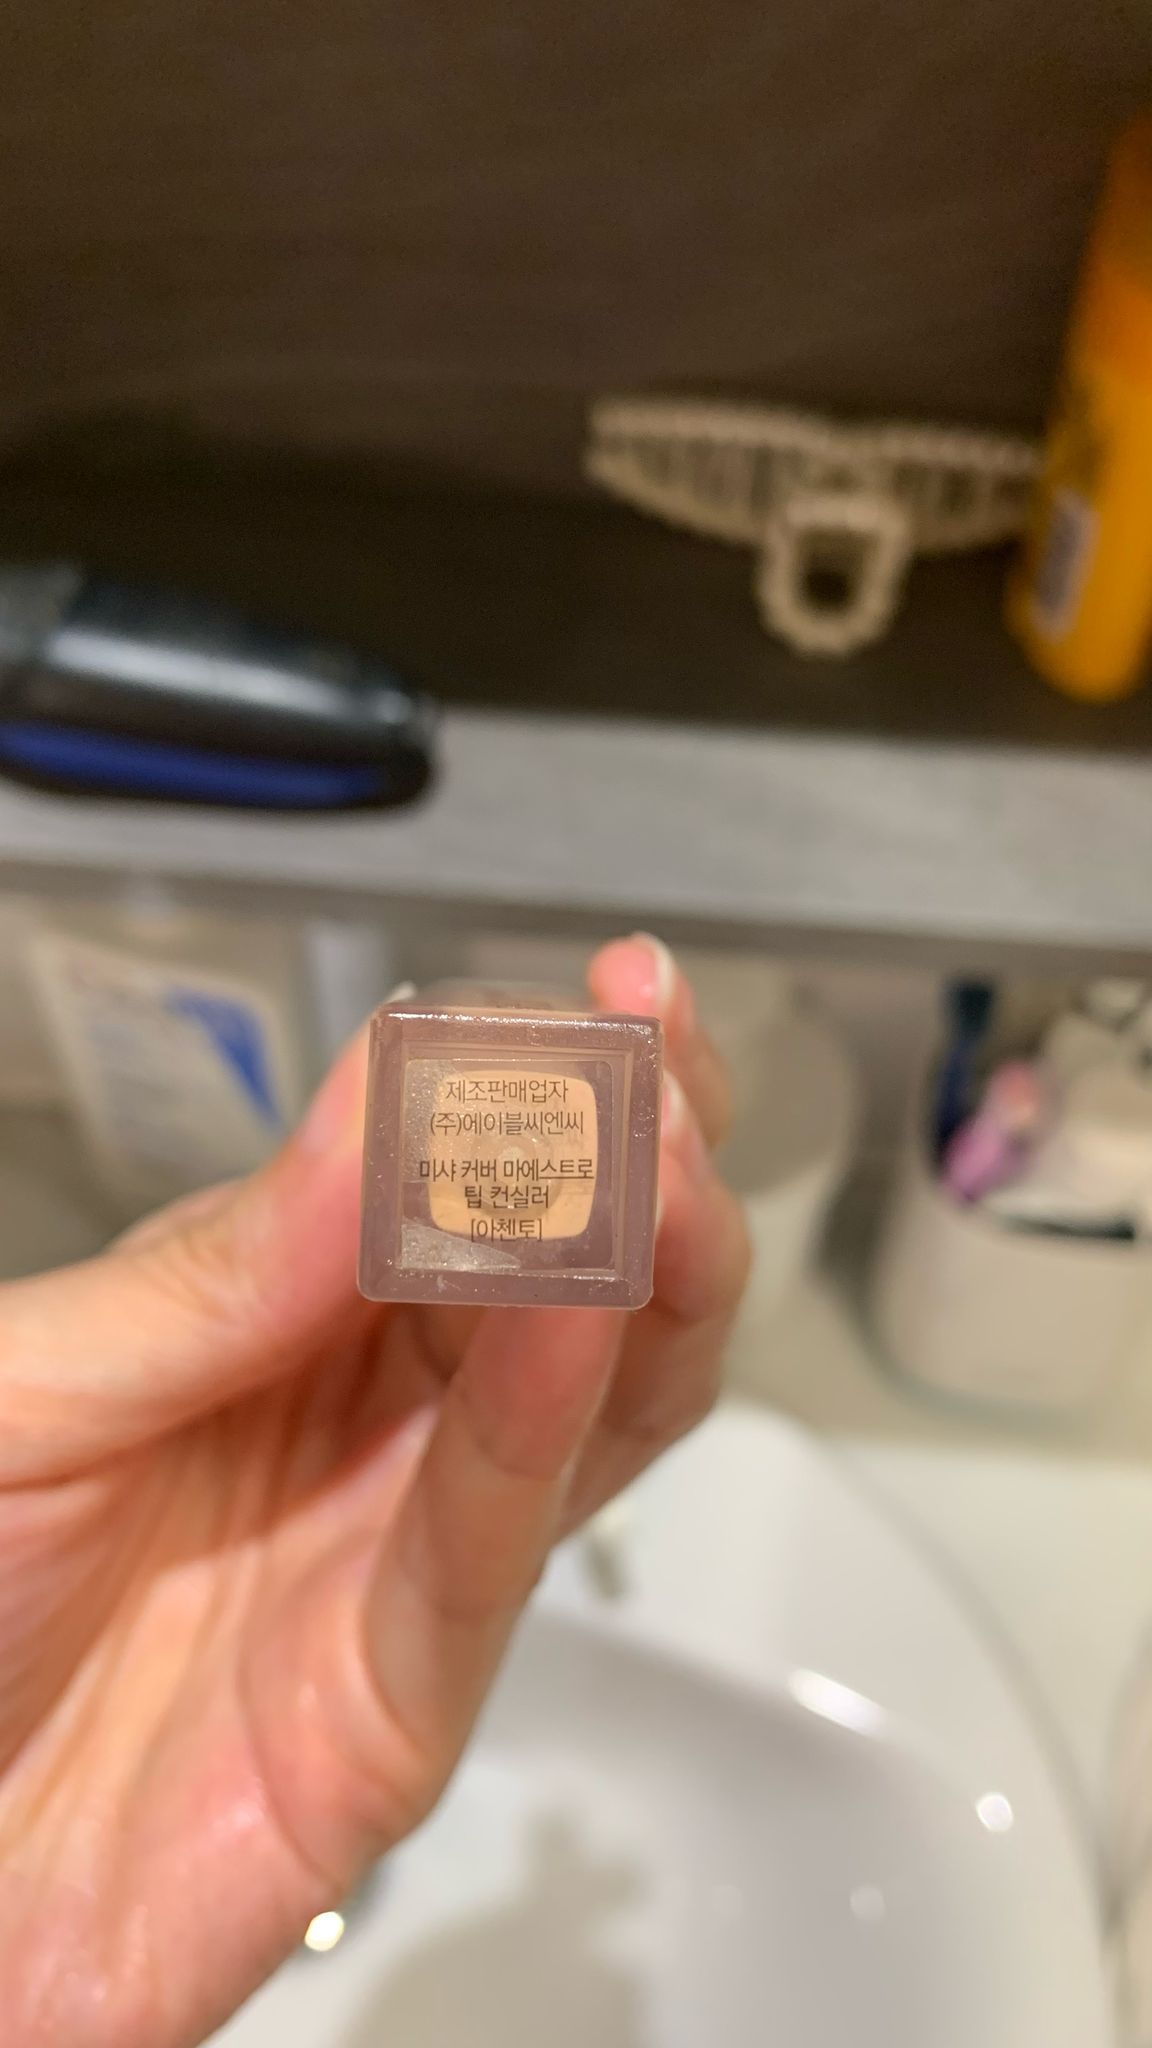 제조판매업자
(주)에이블씨엔씨
미샤 커버 마에스트로
팁 컨실러
[아첸토]